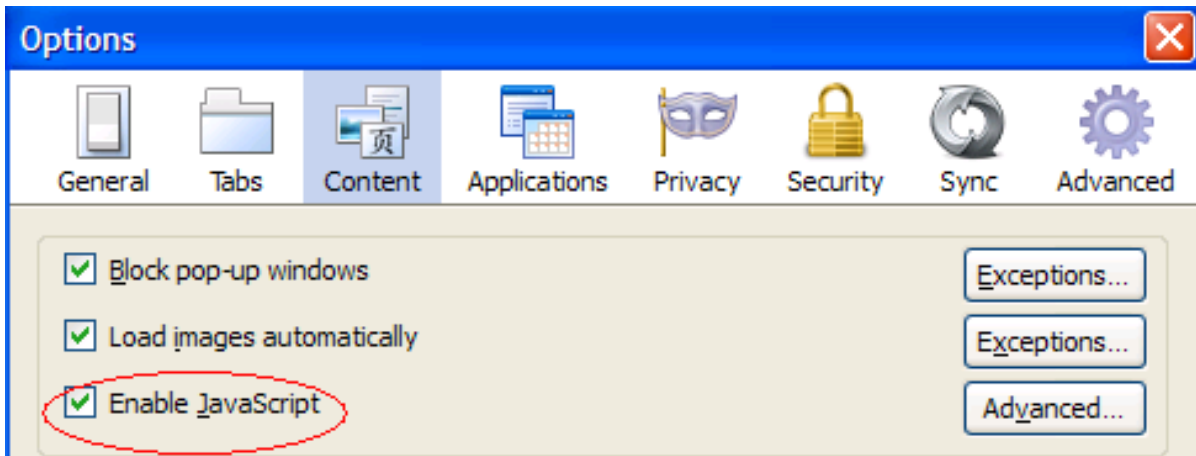 Options
General Tabs Content Applications Privacy Security Sync Advanced
页
Block pop-up windows Exceptions...
Load images automatically Exceptions...
Enable JavaScript Advanced...